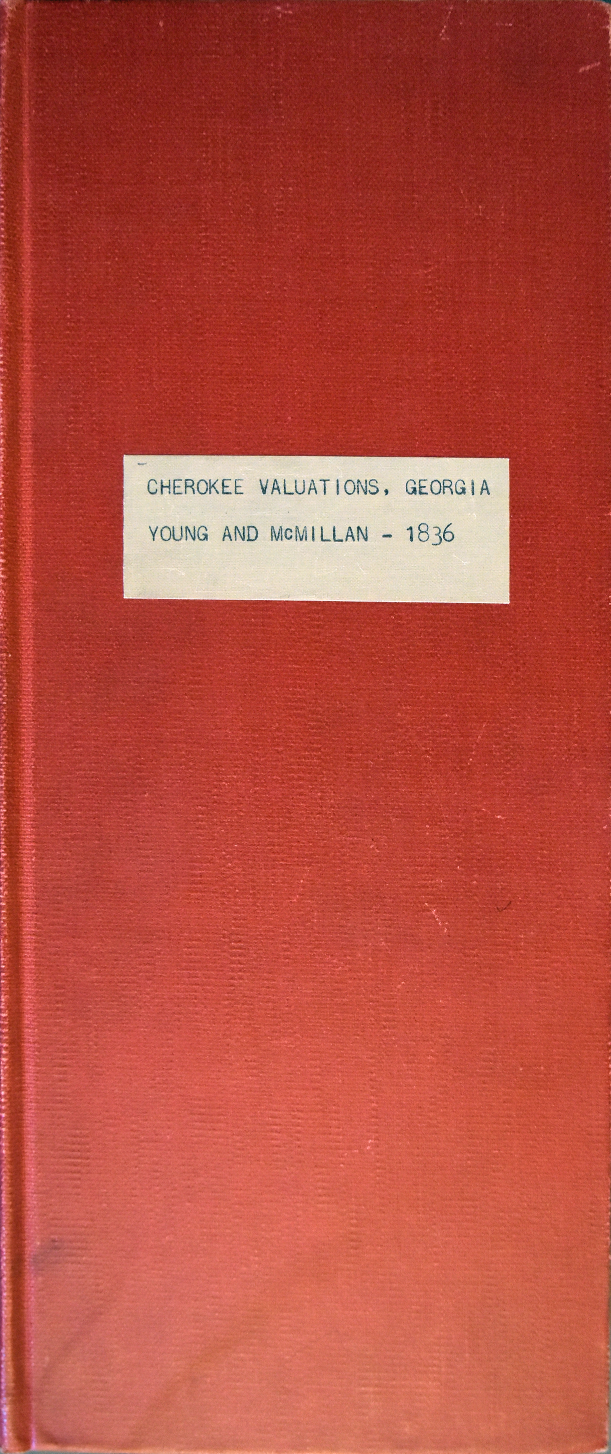 CHEROKEE VALUATIONS, GEORGIA
YOUNG AND McMILLAN - 1836